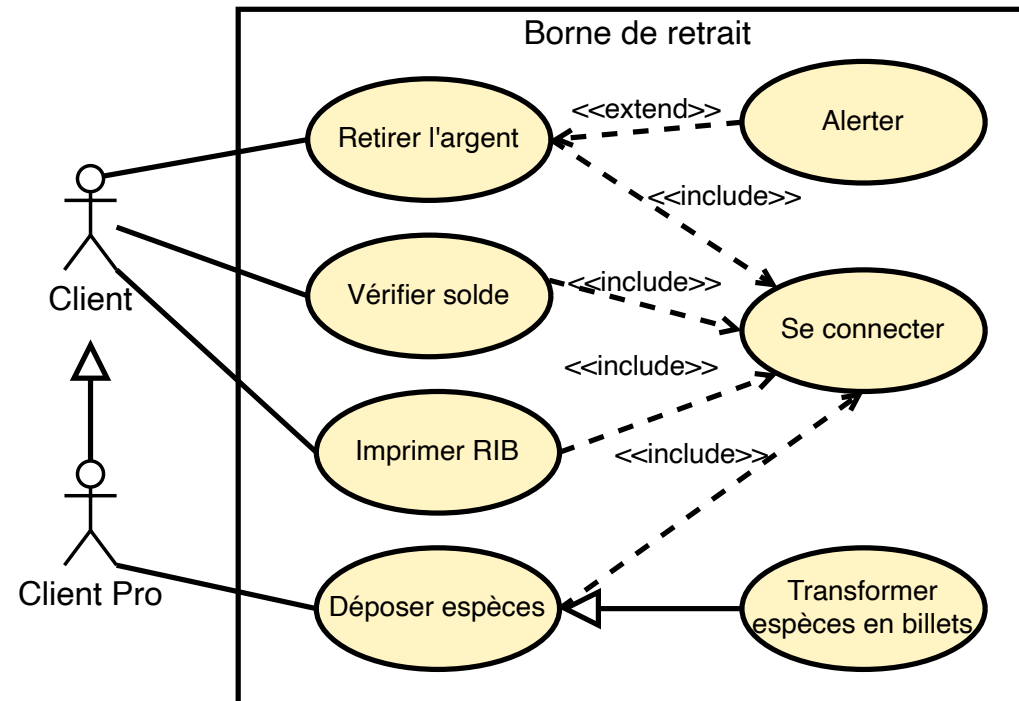 Borne de retrait
Retirer l'argent
<<extend>>
Alerter
<<include>>
Client
Vérifier solde
<<include>>
Se connecter
<<include>>
Imprimer RIB
<<include>>
Client Pro
Déposer espèces
Transformer
espèces en billets